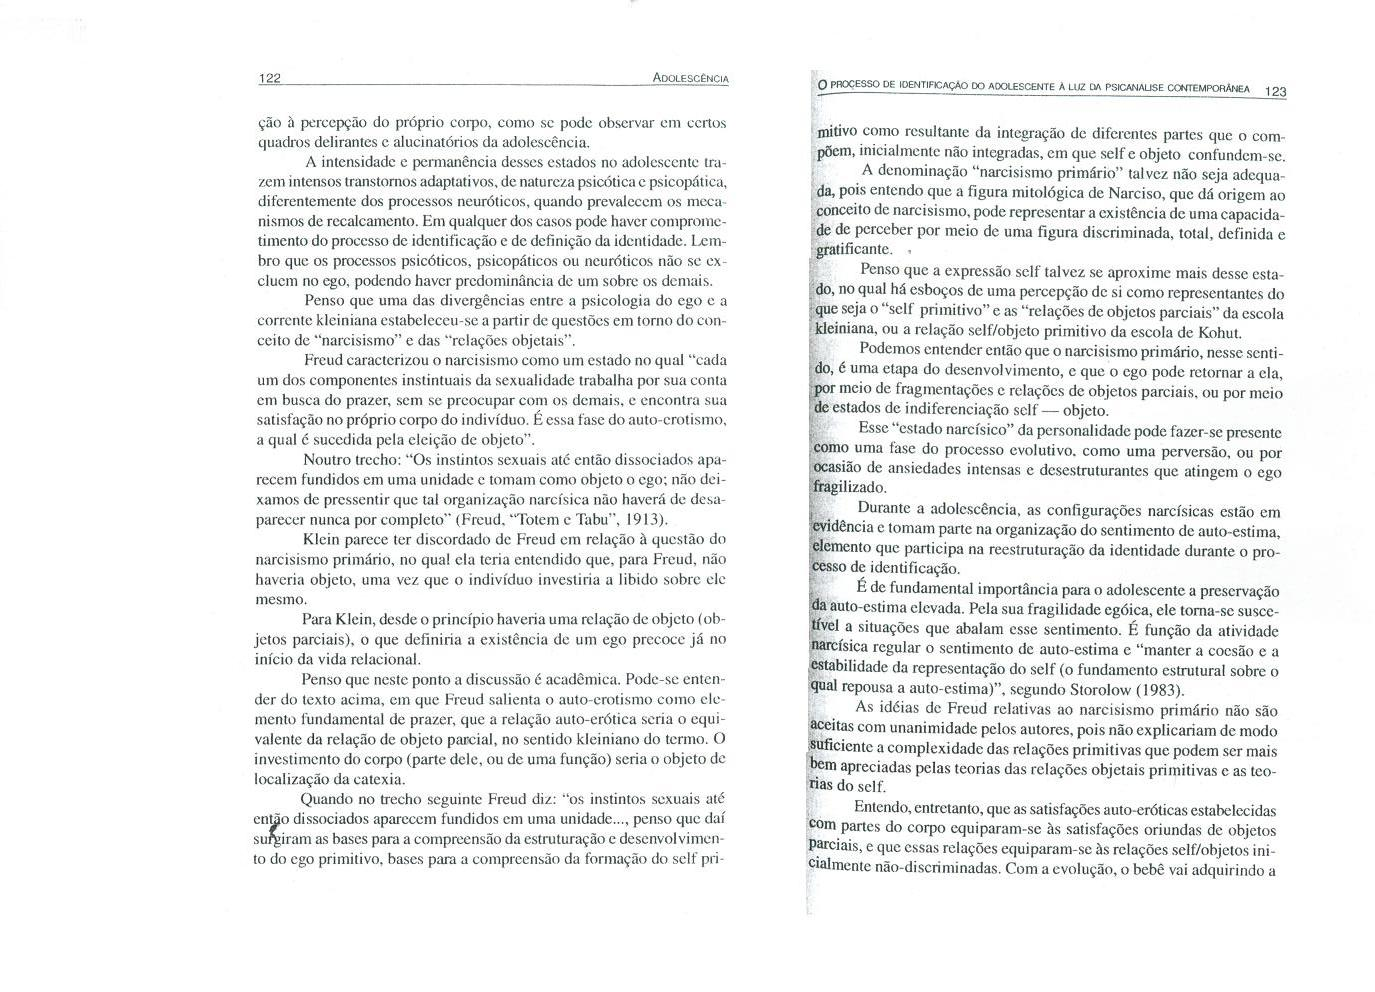 122 ADOLESCÊNCIA
ção à percepção do próprio corpo, como se pode observar em certos
quadros delirantes e alucinatórios da adolescência.
A intensidade e permanência desses estados no adolescente tra-
zem intensos transtornos adaptativos, de natureza psicótica e psicopática,
diferentemente dos processos neuróticos, quando prevalecem os meca-
nismos de recalcamento. Em qualquer dos casos pode haver comprome-
timento do processo de identificação e de definição da identidade. Lem-
bro que os processos psicóticos, psicopáticos ou neuróticos não se ex-
cluem no ego, podendo haver predominância de um sobre os demais.
Penso que uma das divergências entre a psicologia do ego e a
corrente kleiniana estabeleceu-se a partir de questões em torno do con-
ceito de “narcisismo” e das “relações objetais”.
Freud caracterizou o narcisismo como um estado no qual “cada
um dos componentes instintuais da sexualidade trabalha por sua conta
em busca do prazer, sem se preocupar com os demais, e encontra sua
satisfação no próprio corpo do indivíduo. É essa fase do auto-erotismo,
a qual é sucedida pela eleição de objeto”.
Noutro trecho: “Os instintos sexuais até então dissociados apa-
recem fundidos em uma unidade e tomam como objeto o ego; não dei-
xamos de pressentir que tal organização narcísica não haverá de desa-
parecer nunca por completo” (Freud, “Totem e Tabu”, 1913).
Klein parece ter discordado de Freud em relação à questão do
narcisismo primário, no qual ela teria entendido que, para Freud, não
haveria objeto, uma vez que o indivíduo investiria a libido sobre ele
mesmo.
Para Klein, desde o princípio haveria uma relação de objeto (ob-
jetos parciais), o que definiria a existência de um ego precoce já no
início da vida relacional.
Penso que neste ponto a discussão é acadêmica. Pode-se enten-
der do texto acima, em que Freud salienta o auto-erotismo como ele-
mento fundamental de prazer, que a relação auto-erótica seria o equi-
valente da relação de objeto parcial, no sentido kleiniano do termo. O
investimento do corpo (parte dele, ou de uma função) seria o objeto de
localização da catexia.
Quando no trecho seguinte Freud diz: “os instintos sexuais até
então dissociados aparecem fundidos em uma unidade..., penso que daí
surgiram as bases para a compreensão da estruturação e desenvolvimen-
to do ego primitivo, bases para a compreensão da formação do self pri-
O PROCESSO DE IDENTIFICAÇÃO DO ADOLESCENTE À LUZ DA PSICANÁLISE CONTEMPORÂNEA 123
mitivo como resultante da integração de diferentes partes que o com-
põem, inicialmente não integradas, em que self e objeto confundem-se.
A denominação “narcisismo primário” talvez não seja adequa-
da, pois entendo que a figura mitológica de Narciso, que dá origem ao
conceito de narcisismo, pode representar a existência de uma capacida-
de de perceber por meio de uma figura discriminada, total, definida e
gratificante.
Penso que a expressão self talvez se aproxime mais desse esta-
do, no qual há esboços de uma percepção de si como representantes do
que seja o “self primitivo” e as “relações de objetos parciais” da escola
kleiniana, ou a relação self/objeto primitivo da escola de Kohut.
Podemos entender então que o narcisismo primário, nesse senti-
do, é uma etapa do desenvolvimento, e que o ego pode retornar a ela,
por meio de fragmentações e relações de objetos parciais, ou por meio
de estados de indiferenciação self — objeto.
Esse “estado narcísico” da personalidade pode fazer-se presente
como uma fase do processo evolutivo, como uma perversão, ou por
ocasião de ansiedades intensas e desestruturantes que atingem o ego
fragilizado.
Durante a adolescência, as configurações narcísicas estão em
evidência e tomam parte na organização do sentimento de auto-estima,
elemento que participa na reestruturação da identidade durante o pro-
cesso de identificação.
É de fundamental importância para o adolescente a preservação
da auto-estima elevada. Pela sua fragilidade egóica, ele torna-se susce-
tível a situações que abalam esse sentimento. É função da atividade
narcísica regular o sentimento de auto-estima e “manter a coesão e a
estabilidade da representação do self (o fundamento estrutural sobre o
qual repousa a auto-estima)”, segundo Storolow (1983).
As idéias de Freud relativas ao narcisismo primário não são
aceitas com unanimidade pelos autores, pois não explicariam de modo
suficiente a complexidade das relações primitivas que podem ser mais
bem apreciadas pelas teorias das relações objetais primitivas e as teo-
rias do self.
Entendo, entretanto, que as satisfações auto-eróticas estabelecidas
com partes do corpo equiparam-se às satisfações oriundas de objetos
parciais, e que essas relações equiparam-se às relações self/objetos ini-
cialmente não-discriminadas. Com a evolução, o bebê vai adquirindo a